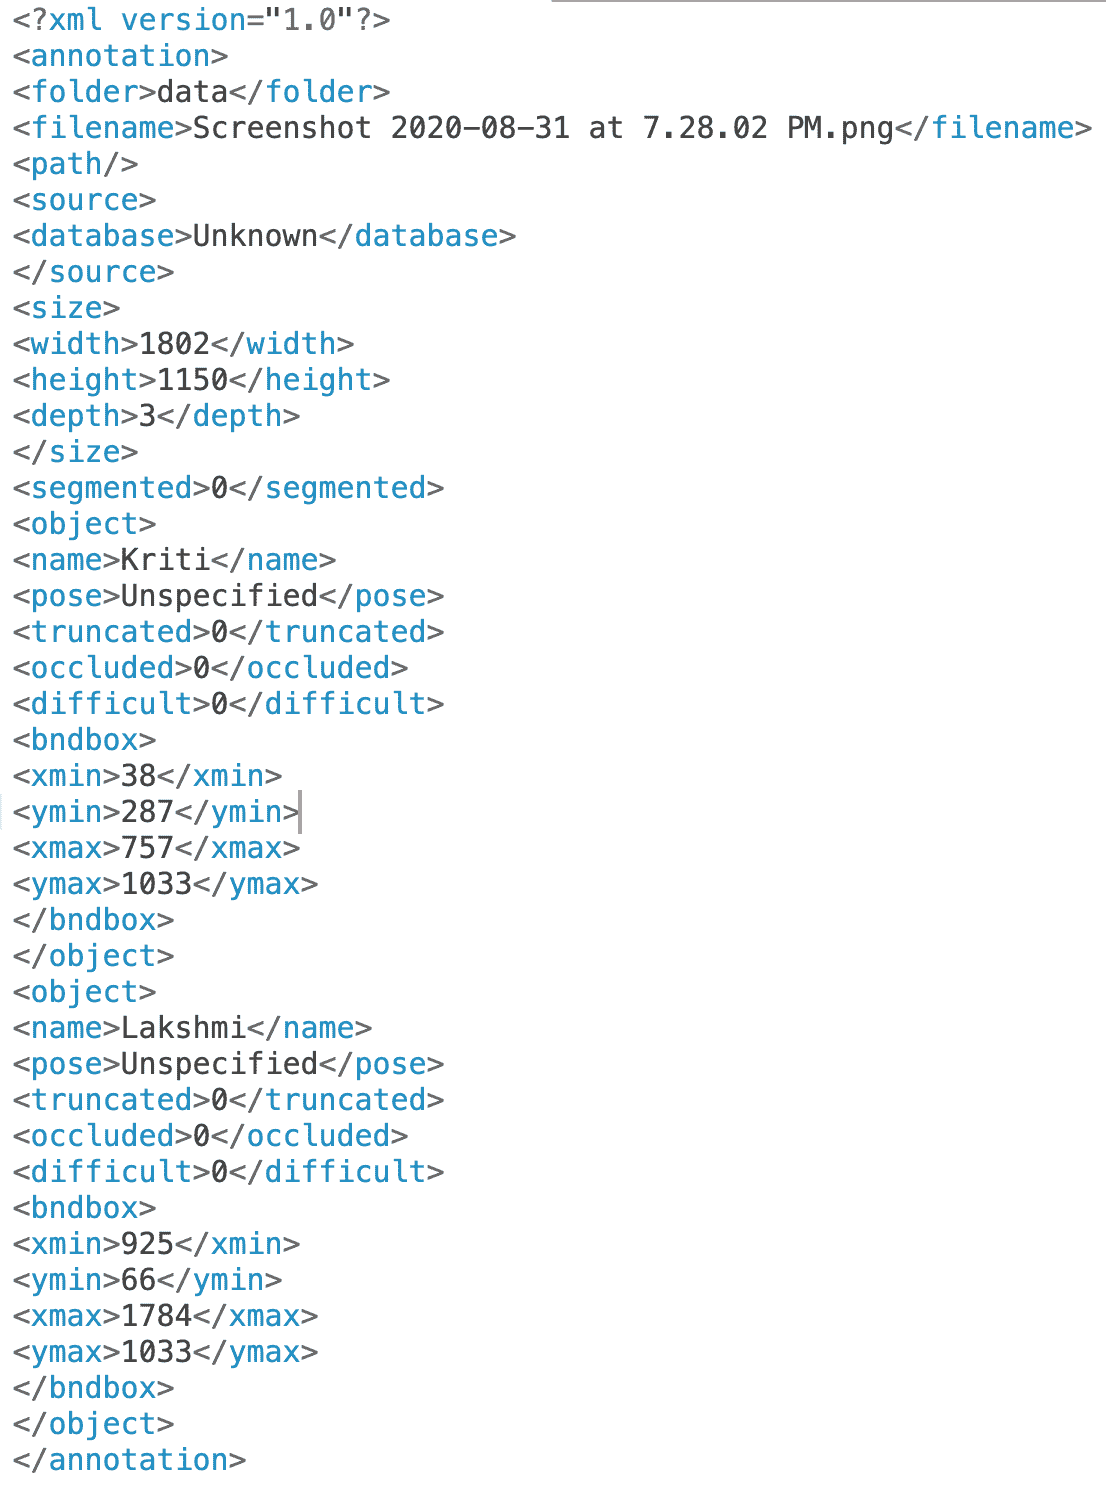 <?xml version="1.0"?>
<annotation>
<folder>data</folder>
<filename>Screenshot 2020-08-31 at 7.28.02 PM.png</filename>
<path/>
<source>
<database>Unknown</database>
</source>
<size>
<width>1802</width>
<height>1150</height>
<depth>3</depth>
</size>
<segmented>0</segmented>
<object>
<name>Kriti</name>
<pose>Unspecified</pose>
<truncated>0</truncated>
<occluded>0</occluded>
<difficult>0</difficult>
<bndbox>
<xmin>38</xmin>
<ymin>287</ymin>
<xmax>757</xmax>
<ymax>1033</ymax>
</bndbox>
</object>
<object>
<name>Lakshmi</name>
<pose>Unspecified</pose>
<truncated>0</truncated>
<occluded>0</occluded>
<difficult>0</difficult>
<bndbox>
<xmin>925</xmin>
<ymin>66</ymin>
<xmax>1784</xmax>
<ymax>1033</ymax>
</bndbox>
</object>
</annotation>